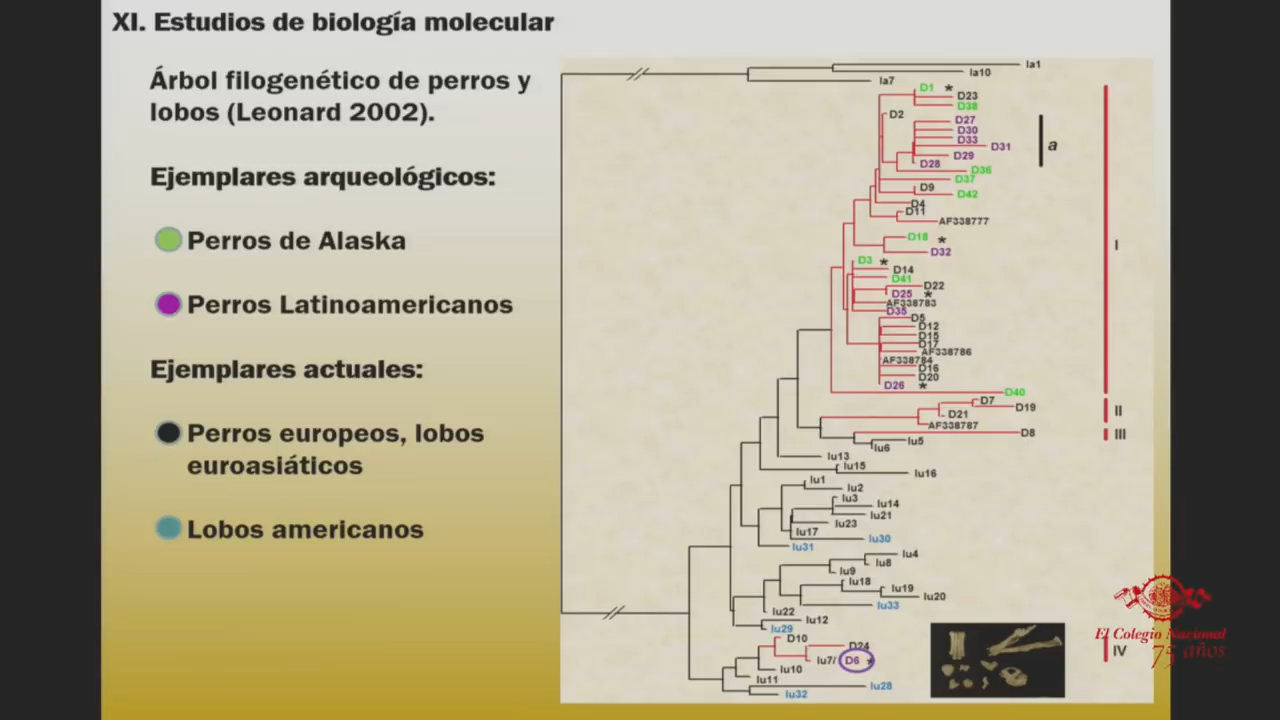 XI. Estudios de biología molecular
Árbol filogenético de perros y
lobos (Leonard 2002).
Ejemplares arqueológicos:
Perros de Alaska
Perros Latinoamericanos
Ejemplares actuales:
Perros europeos, lobos
euroasiáticos
Lobos americanos
la1
la10
la7
D1 *
D23
D38
D2
D27
D30
D33
D31
D29
D28
a
D36
D37
D9
D42
D4
D11
AF338777
D18 *
D32
I
D3 *
D14
D41
D22
D25 *
AF338783
D35
D5
D12
D15
D17
AF338786
AF338784
D16
D20
D26 *
D40
D7
D19
D21
II
AF338787
D8
III
lu5
lu6
lu13
lu15
lu16
lu1
lu2
lu3
lu14
lu21
lu23
lu17
lu30
lu31
lu4
lu8
lu9
lu18
lu19
lu20
lu33
lu22
lu12
lu29
D10
D24
lu7/ D6 *
lu10
lu11
lu28
lu32
El Colegio Nacional
75 años
IV